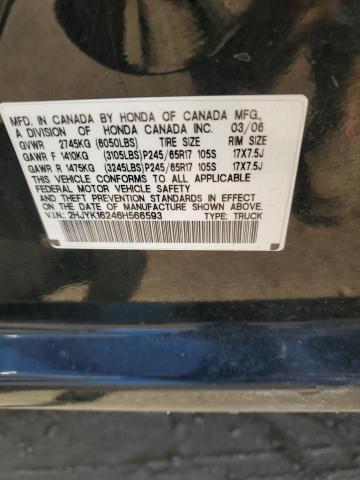 MFD. IN CANADA BY HONDA OF CANADA MFG.,
A DIVISION OF HONDA CANADA INC. 03/06
GVWR 2745KG (6050LBS) TIRE SIZE RIM SIZE
GAWR F 1410KG (3105LBS) P245/65R17 105S 17X7.5J
GAWR R 1475KG (3245LBS) P245/65R17 105S 17X7.5J
THIS VEHICLE CONFORMS TO ALL APPLICABLE
FEDERAL MOTOR VEHICLE SAFETY
AND THEFT PREVENTION STANDARDS IN EFFECT
ON THE DATE OF MANUFACTURE SHOWN ABOVE.
V.I.N.: 2HJYK16246H566593 TYPE: TRUCK